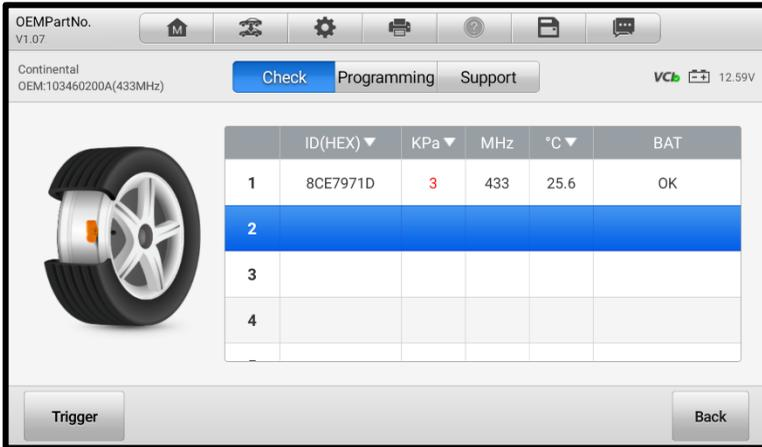 OEMPartNo.
V1.07
M
?
Continental
OEM:103460200A(433MHz)
Check Programming Support
VCI 12.59V
ID(HEX) ▼ KPa ▼ MHz °C ▼ BAT
1 8CE7971D 3 433 25.6 OK
2
3
4
Trigger
Back